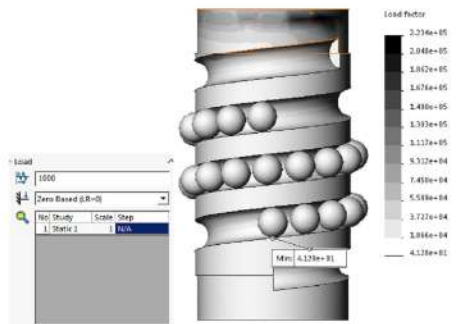 Load factor
2.234e+05
2.048e+05
1.862e+05
1.676e+05
1.490e+05
1.303e+05
1.117e+05
9.312e+04
7.450e+04
5.588e+04
3.727e+04
1.866e+04
4.128e+01
Load
1000
Zero Based (LR=0)
No Study Scale Step
1 Static 2 1 N/A
Min: 4.128e+01